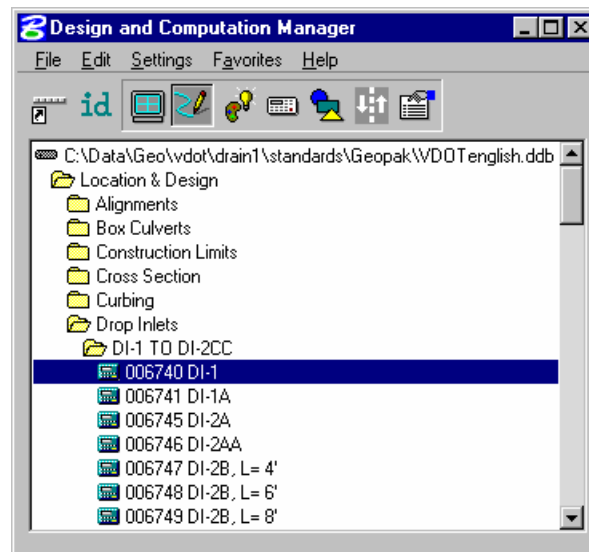 Design and Computation Manager
File Edit Settings Favorites Help
id
C:\Data\Geo\vdot\drain1\standards\Geopak\VDOTenglish.ddb
Location & Design
Alignments
Box Culverts
Construction Limits
Cross Section
Curbing
Drop Inlets
DI-1 TO DI-2CC
006740 DI-1
006741 DI-1A
006745 DI-2A
006746 DI-2AA
006747 DI-2B, L= 4'
006748 DI-2B, L= 6'
006749 DI-2B, L= 8'